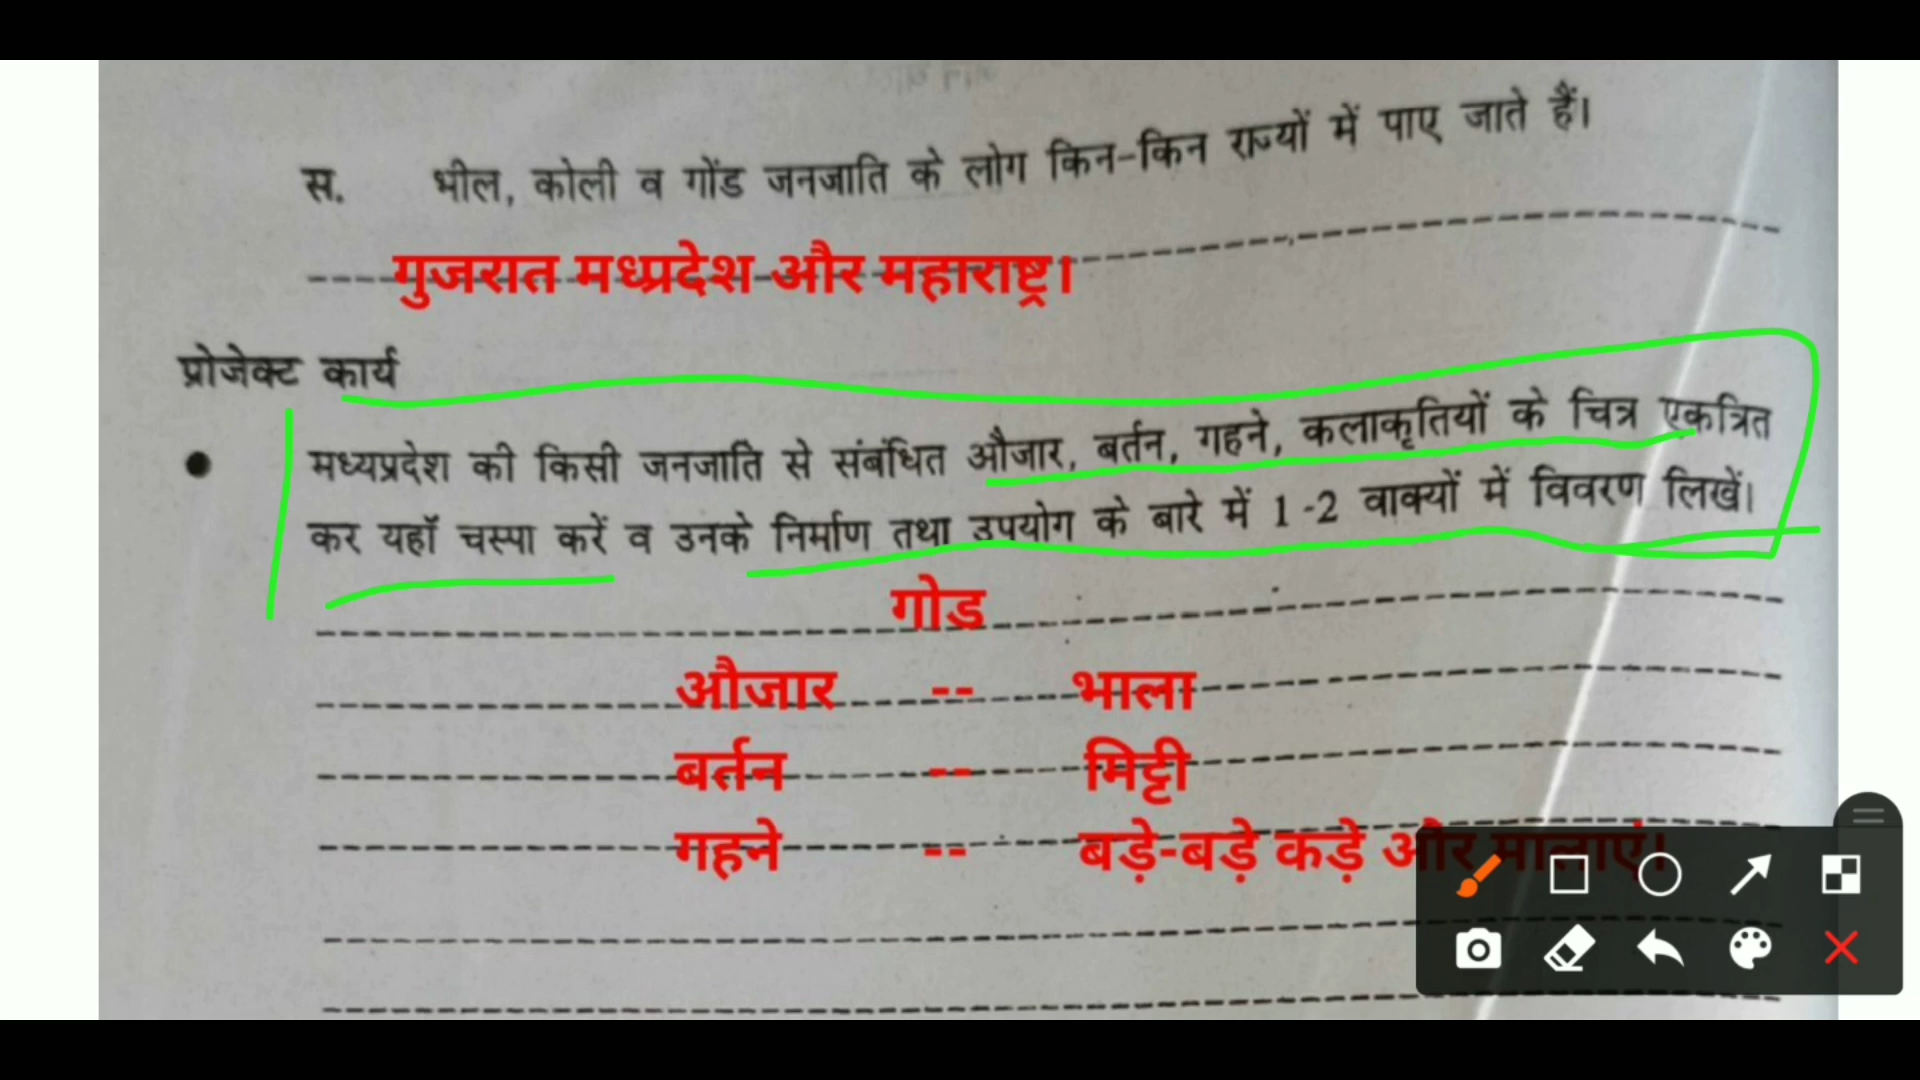 स. भील, कोली व गोंड जनजाति के लोग किन-किन राज्यों में पाए जाते हैं।
गुजरात मध्प्रदेश और महाराष्ट्र।
प्रोजेक्ट कार्य
• मध्यप्रदेश की किसी जनजाति से संबंधित औजार, बर्तन, गहने, कलाकृतियों के चित्र एकत्रित
कर यहाॅ चस्पा करें व उनके निर्माण तथा उपयोग के बारे में 1-2 वाक्यों में विवरण लिखें।
गोड
औजार -- भाला
बर्तन -- मिट्टी
गहने -- बड़े-बड़े कड़े और मालाएं।